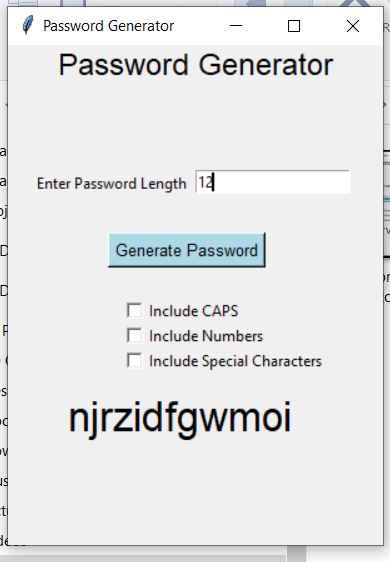 Password Generator
Password Generator
Enter Password Length 12
Generate Password
Include CAPS
Include Numbers
Include Special Characters
njrzidfgwmoi